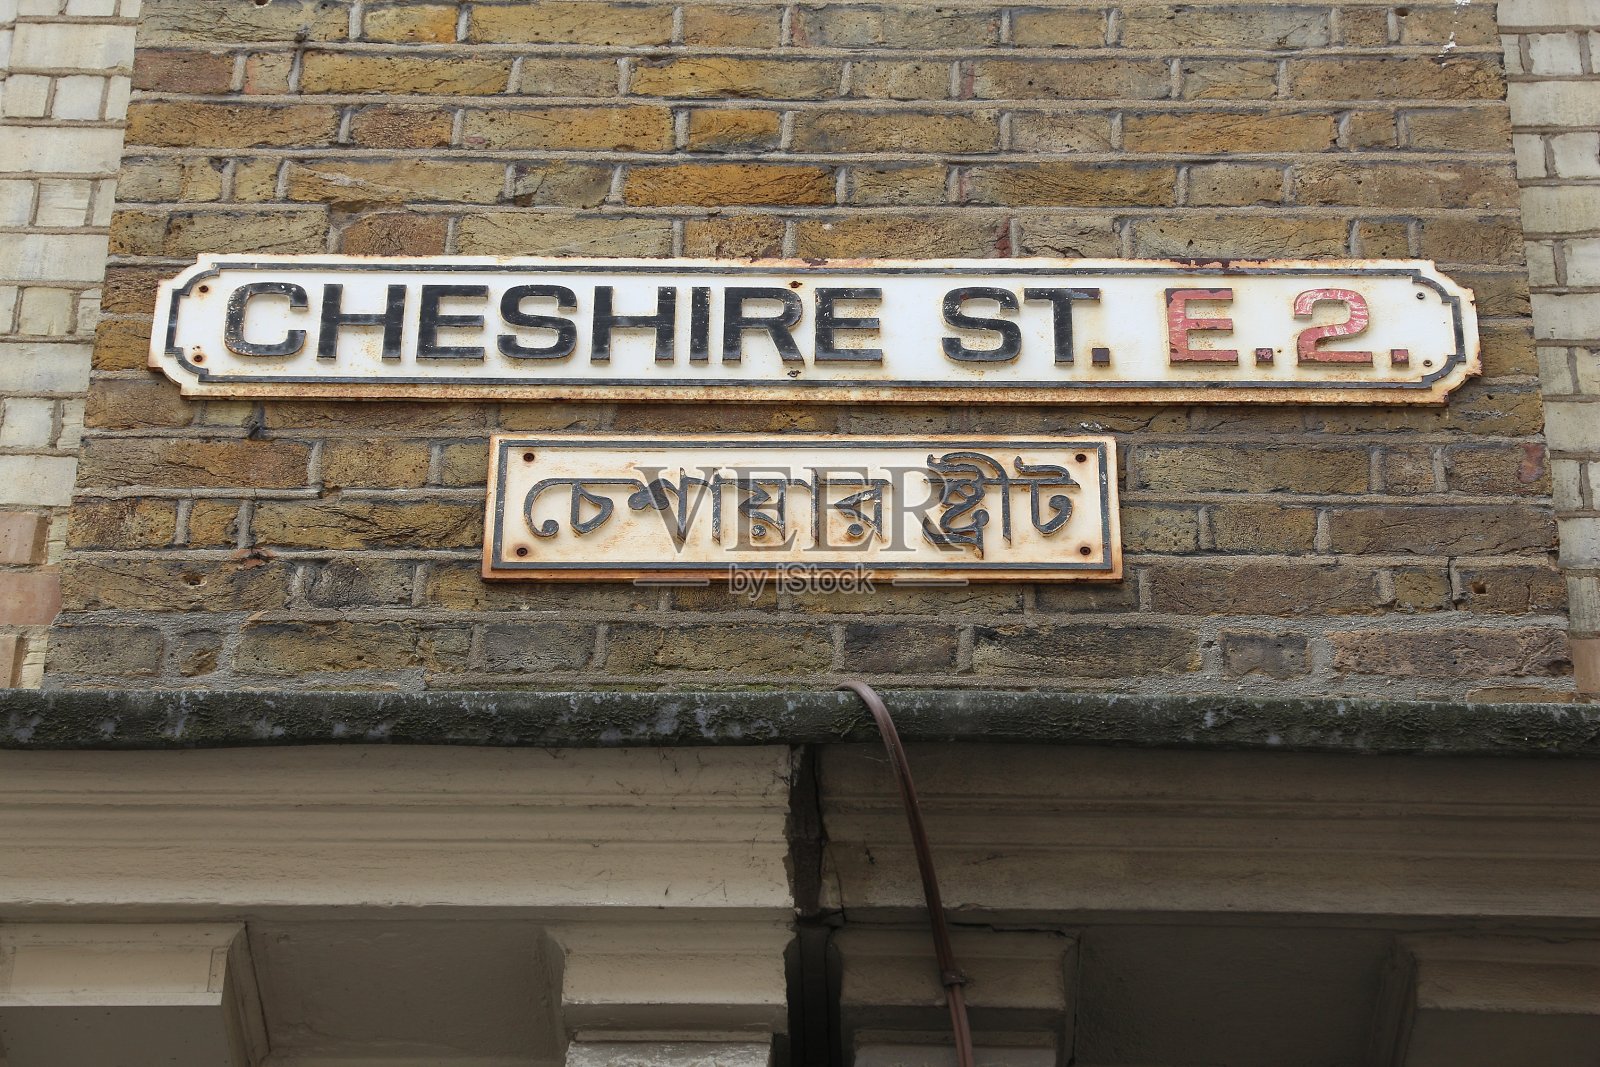 CHESHIRE ST. E.2.
চেশায়ার স্ট্রীট
VEER
by iStock